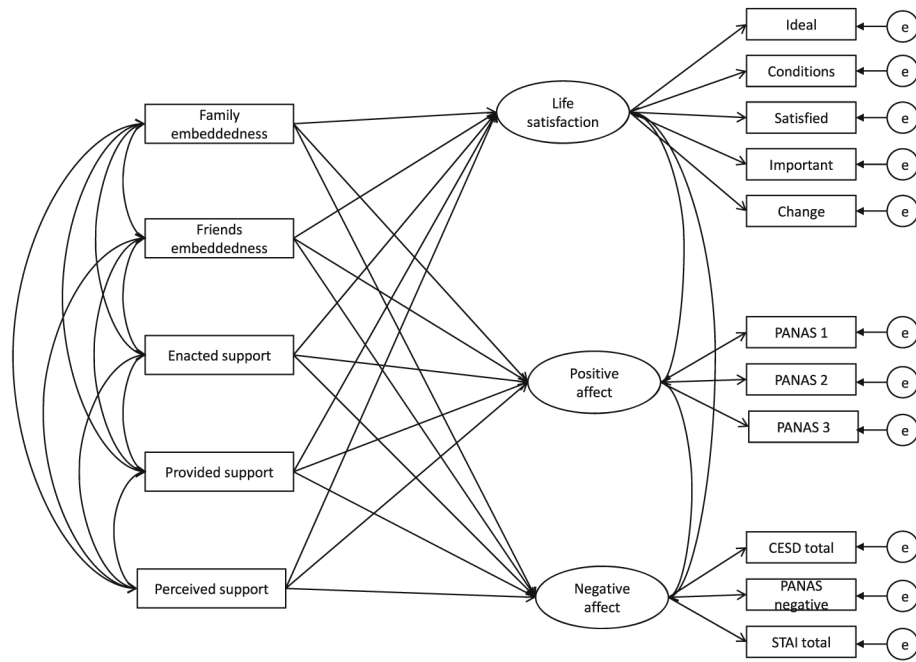 Family
embeddedness
Friends
embeddedness
Enacted support
Provided support
Perceived support
Life
satisfaction
Positive
affect
Negative
affect
Ideal
e
Conditions
e
Satisfied
e
Important
e
Change
e
PANAS 1
e
PANAS 2
e
PANAS 3
e
CESD total
e
PANAS
negative
e
STAI total
e